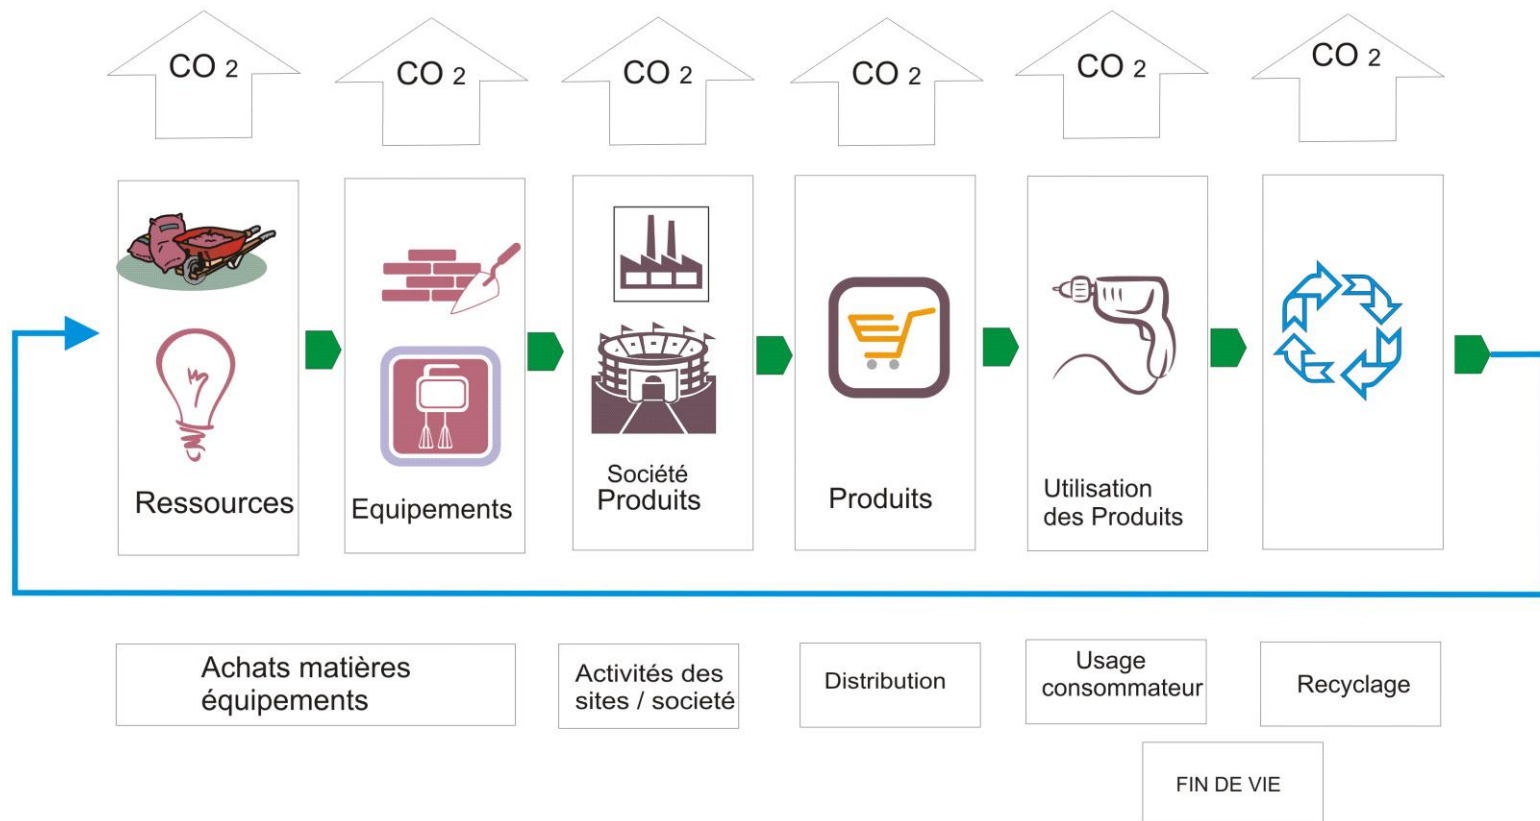 CO 2
CO 2
CO 2
CO 2
CO 2
CO 2
Ressources
Equipements
Société
Produits
Produits
Utilisation
des Produits
Achats matières
équipements
Activités des
sites / societé
Distribution
Usage
consommateur
Recyclage
FIN DE VIE